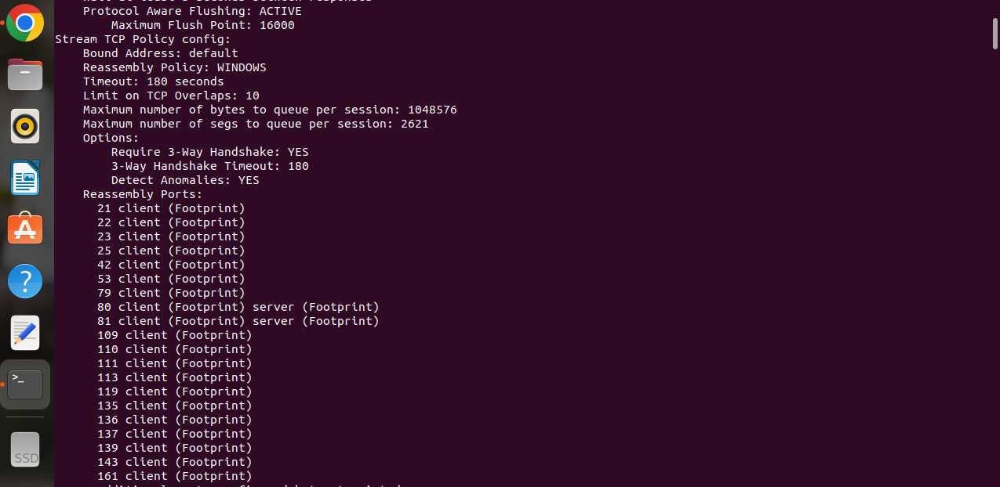 Protocol Aware Flushing: ACTIVE
Maximum Flush Point: 16000
Stream TCP Policy config:
Bound Address: default
Reassembly Policy: WINDOWS
Timeout: 180 seconds
Limit on TCP Overlaps: 10
Maximum number of bytes to queue per session: 1048576
Maximum number of segs to queue per session: 2621
Options:
Require 3-Way Handshake: YES
3-Way Handshake Timeout: 180
Detect Anomalies: YES
Reassembly Ports:
21 client (Footprint)
22 client (Footprint)
23 client (Footprint)
25 client (Footprint)
42 client (Footprint)
53 client (Footprint)
79 client (Footprint)
80 client (Footprint) server (Footprint)
81 client (Footprint) server (Footprint)
109 client (Footprint)
110 client (Footprint)
111 client (Footprint)
113 client (Footprint)
119 client (Footprint)
135 client (Footprint)
136 client (Footprint)
137 client (Footprint)
139 client (Footprint)
143 client (Footprint)
161 client (Footprint)
SSD